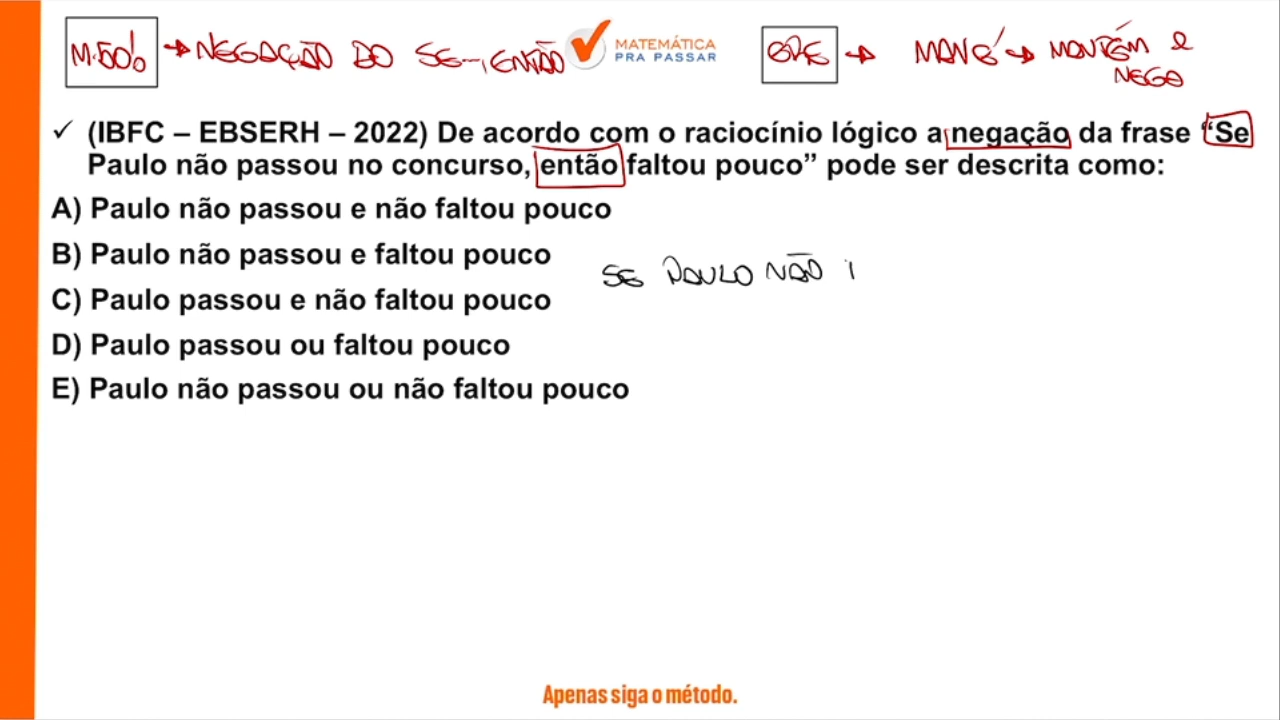 → NEGAÇÃO DO SE..., ENTÃO
MATEMÁTICA
PRA PASSAR
→ MANÉ → MANTÉM E
NEGA
✓ (IBFC – EBSERH – 2022) De acordo com o raciocínio lógico a negação da frase “Se
Paulo não passou no concurso, então faltou pouco” pode ser descrita como:
A) Paulo não passou e não faltou pouco
B) Paulo não passou e faltou pouco
SE PAULO NÃO
C) Paulo passou e não faltou pouco
D) Paulo passou ou faltou pouco
E) Paulo não passou ou não faltou pouco
Apenas siga o método.